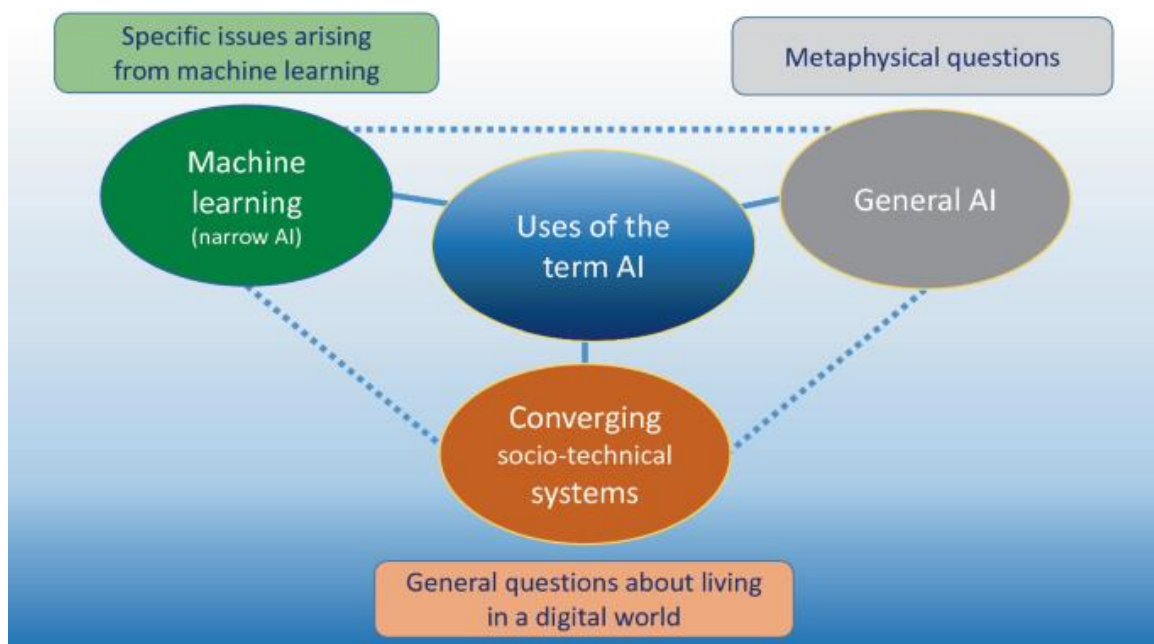 Specific issues arising
from machine learning
Metaphysical questions
Machine
learning
(narrow AI)
Uses of the
term AI
General AI
Converging
socio-technical
systems
General questions about living
in a digital world